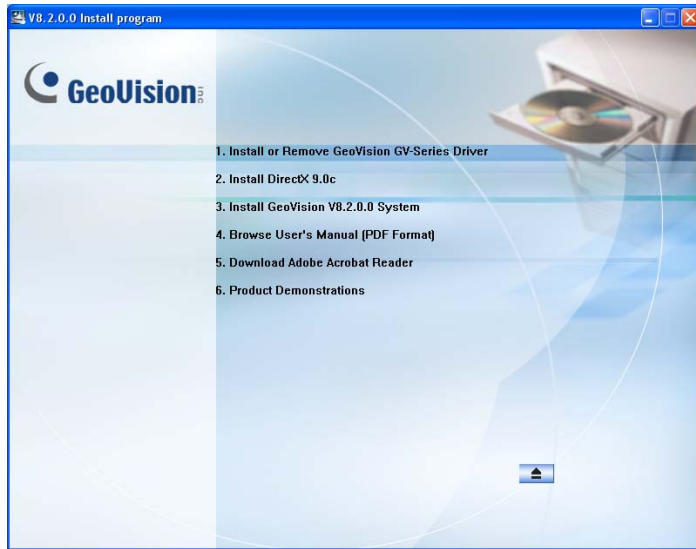 V8.2.0.0 Install program
GeoVision inc
1. Install or Remove GeoVision GV-Series Driver
2. Install DirectX 9.0c
3. Install GeoVision V8.2.0.0 System
4. Browse User's Manual (PDF Format)
5. Download Adobe Acrobat Reader
6. Product Demonstrations